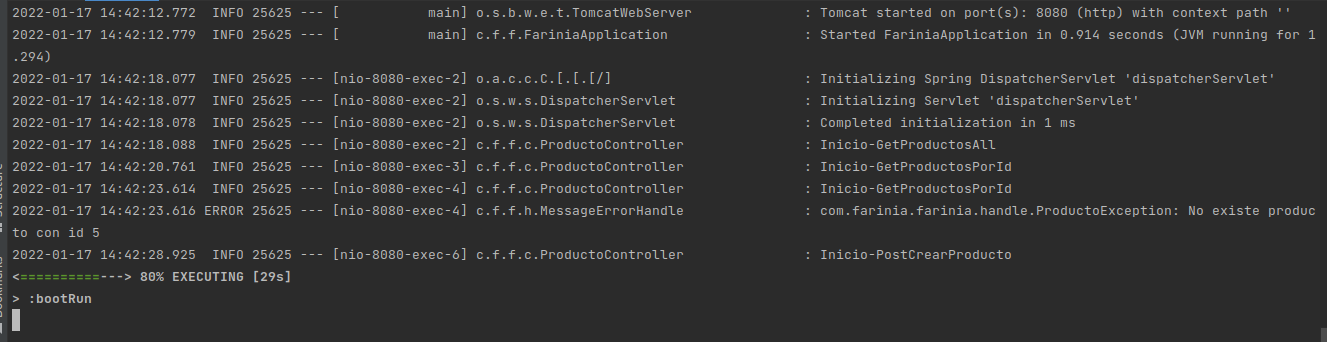 2022-01-17 14:42:12.772  INFO 25625 --- [           main] o.s.b.w.e.t.TomcatWebServer              : Tomcat started on port(s): 8080 (http) with context path ''
2022-01-17 14:42:12.779  INFO 25625 --- [           main] c.f.f.FariniaApplication                 : Started FariniaApplication in 0.914 seconds (JVM running for 1
.294)
2022-01-17 14:42:18.077  INFO 25625 --- [nio-8080-exec-2] o.a.c.c.C.[.[.[/]                        : Initializing Spring DispatcherServlet 'dispatcherServlet'
2022-01-17 14:42:18.077  INFO 25625 --- [nio-8080-exec-2] o.s.w.s.DispatcherServlet                : Initializing Servlet 'dispatcherServlet'
2022-01-17 14:42:18.078  INFO 25625 --- [nio-8080-exec-2] o.s.w.s.DispatcherServlet                : Completed initialization in 1 ms
2022-01-17 14:42:18.088  INFO 25625 --- [nio-8080-exec-2] c.f.f.c.ProductoController               : Inicio-GetProductosAll
2022-01-17 14:42:20.761  INFO 25625 --- [nio-8080-exec-3] c.f.f.c.ProductoController               : Inicio-GetProductosPorId
2022-01-17 14:42:23.614  INFO 25625 --- [nio-8080-exec-4] c.f.f.c.ProductoController               : Inicio-GetProductosPorId
2022-01-17 14:42:23.616 ERROR 25625 --- [nio-8080-exec-4] c.f.f.h.MessageErrorHandle               : com.farinia.farinia.handle.ProductoException: No existe produc
to con id 5
2022-01-17 14:42:28.925  INFO 25625 --- [nio-8080-exec-6] c.f.f.c.ProductoController               : Inicio-PostCrearProducto
<==========---> 80% EXECUTING [29s]
> :bootRun